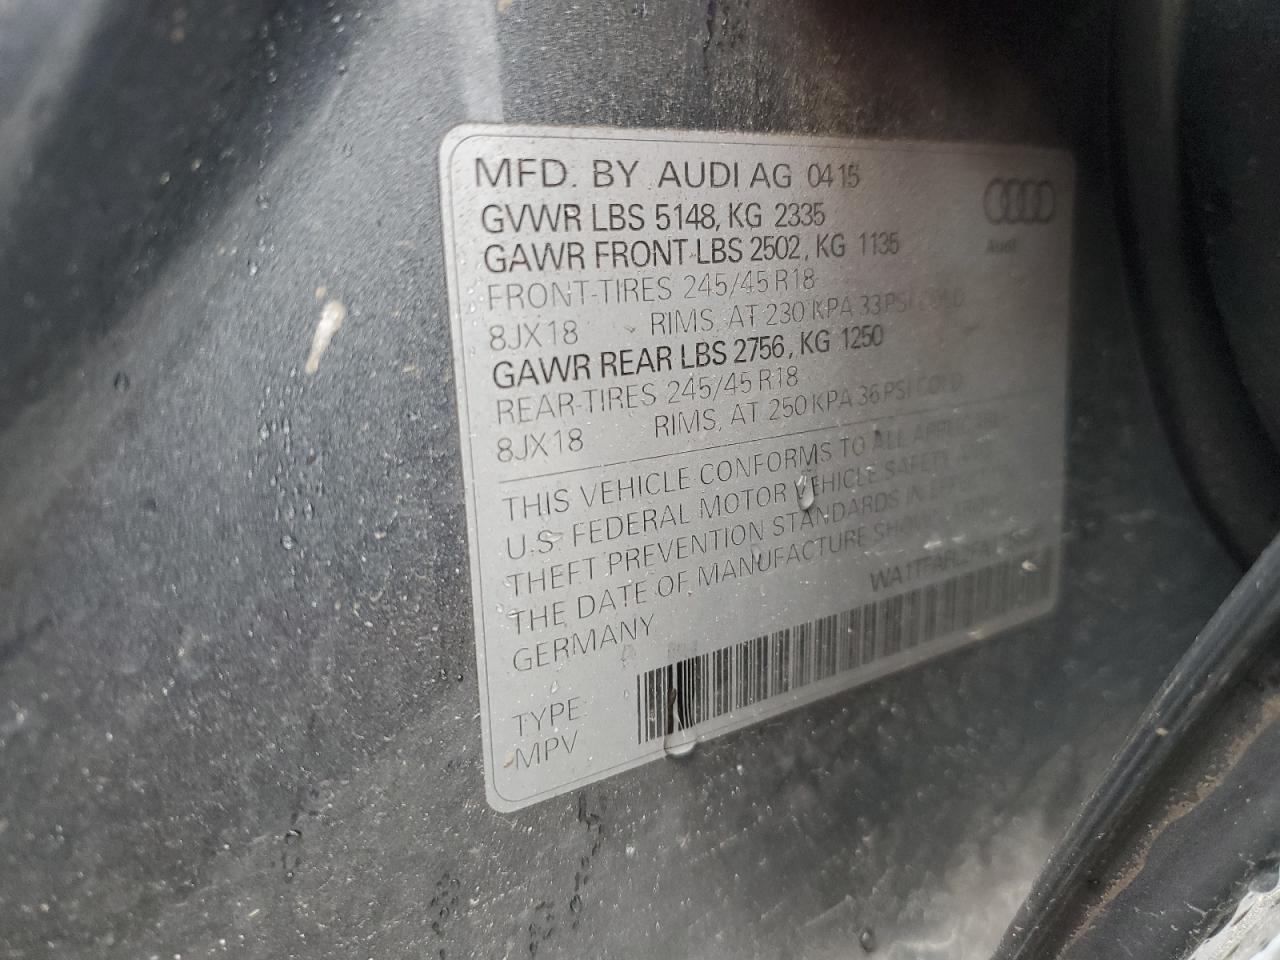 MFD. BY AUDI AG 04 15
GVWR LBS 5148, KG 2335
GAWR FRONT LBS 2502, KG 1135
Audi
FRONT-TIRES 245/45 R18
8JX18 RIMS, AT 230 KPA 33 PSI COLD
GAWR REAR LBS 2756, KG 1250
REAR-TIRES 245/45 R18
8JX18 RIMS, AT 250 KPA 36 PSI COLD
THIS VEHICLE CONFORMS TO ALL APPLICABLE
U.S. FEDERAL MOTOR VEHICLE SAFETY
THEFT PREVENTION STANDARDS IN EFFECT
THE DATE OF MANUFACTURE SHOWN
GERMANY
TYPE:
MPV